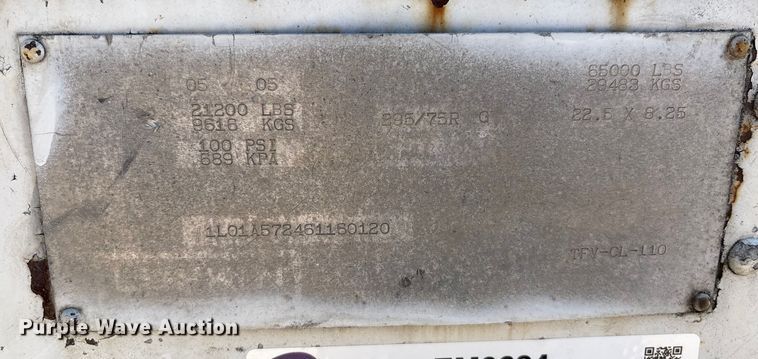 05 05
65000 LBS
29483 KGS
21200 LBS
9616 KGS
295/75R G
22.5 X 8.25
100 PSI
689 KPA
1L01A572461160120
TFV-CL-110
Purple Wave Auction